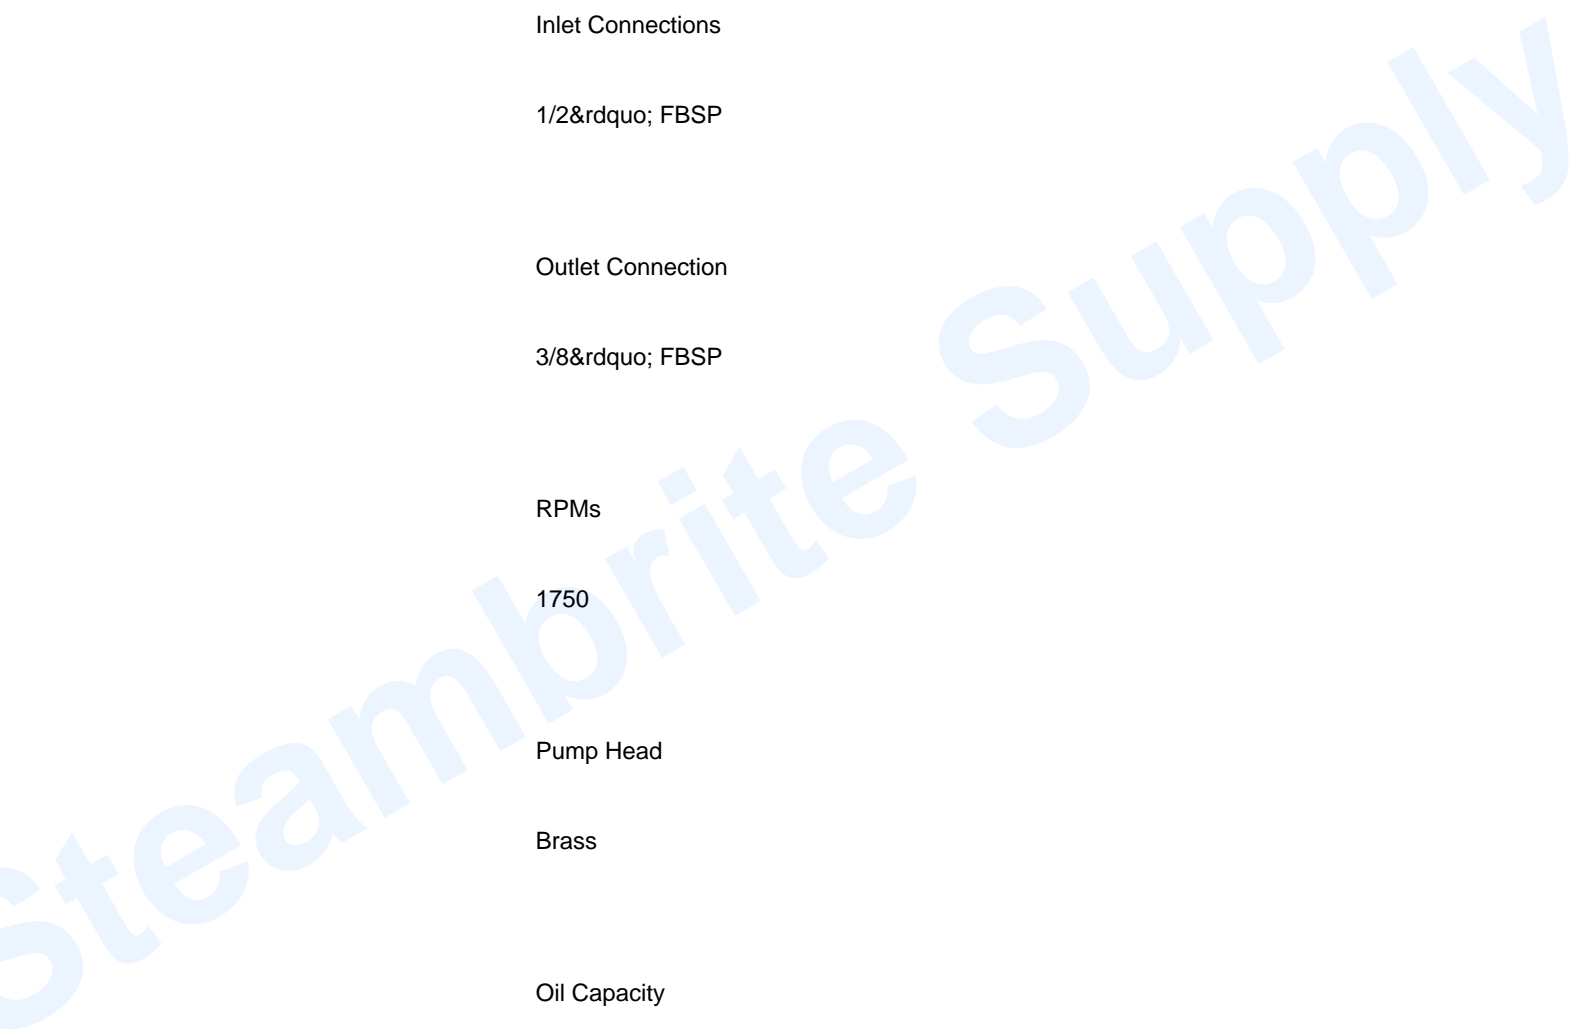 Inlet Connections
1/2&rdquo; FBSP
Outlet Connection
3/8&rdquo; FBSP
RPMs
1750
Pump Head
Brass
Oil Capacity
Steambrite Supply